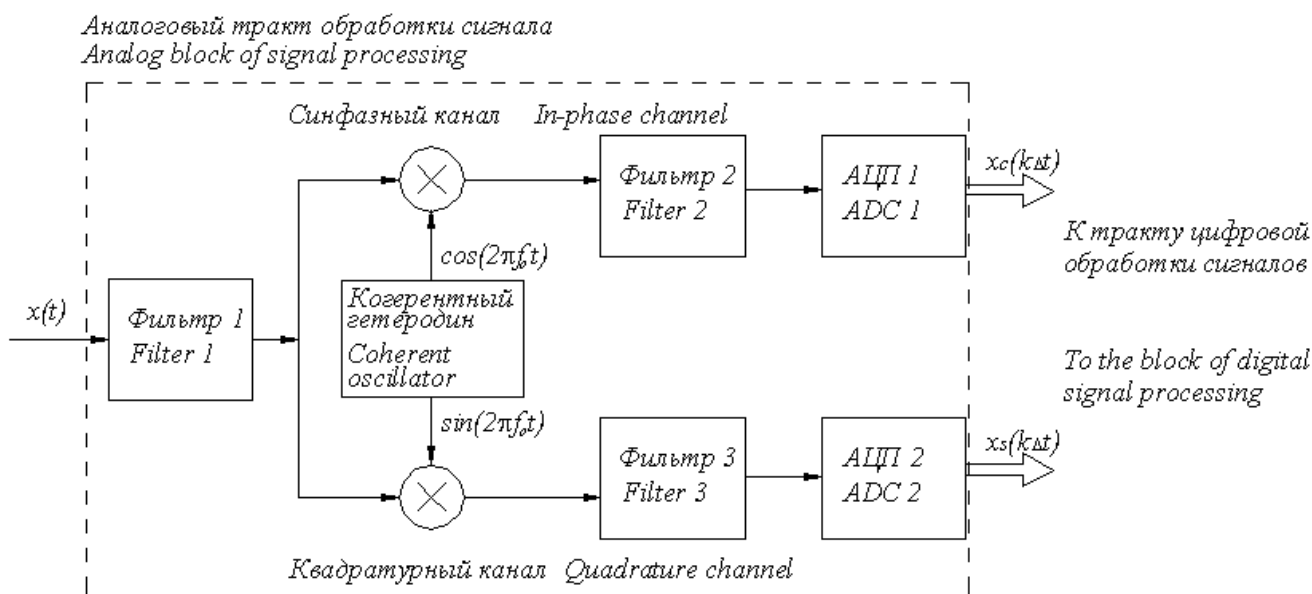 Аналоговый тракт обработки сигнала
Analog block of signal processing
Синфазный канал In-phase channel
x(t)
Фильтр 1
Filter 1
cos(2πf₀t)
Когерентный
гетеродин
Coherent
oscillator
sin(2πf₀t)
Фильтр 2
Filter 2
АЦП 1
ADC 1
xc(kΔt)
К тракту цифровой
обработки сигналов
To the block of digital
signal processing
Фильтр 3
Filter 3
АЦП 2
ADC 2
xs(kΔt)
Квадратурный канал Quadrature channel